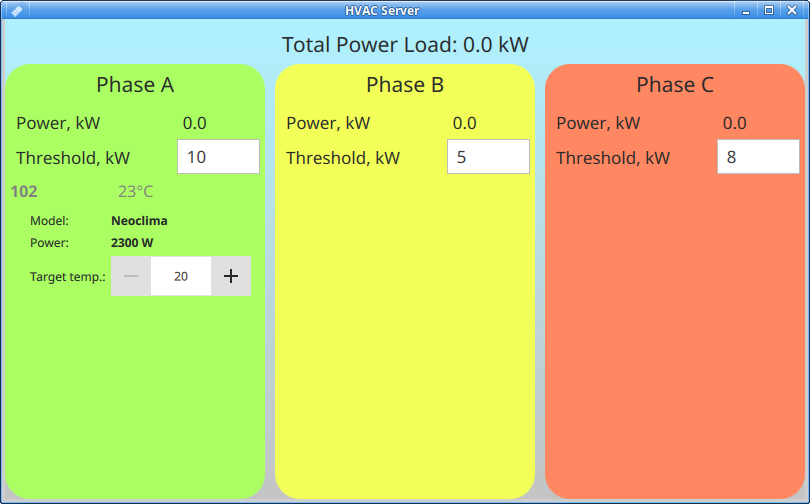 HVAC Server
Total Power Load: 0.0 kW
Phase A
Power, kW 0.0
Threshold, kW 10
102 23°C
Model: Neoclima
Power: 2300 W
Target temp.: − 20 +
Phase B
Power, kW 0.0
Threshold, kW 5
Phase C
Power, kW 0.0
Threshold, kW 8